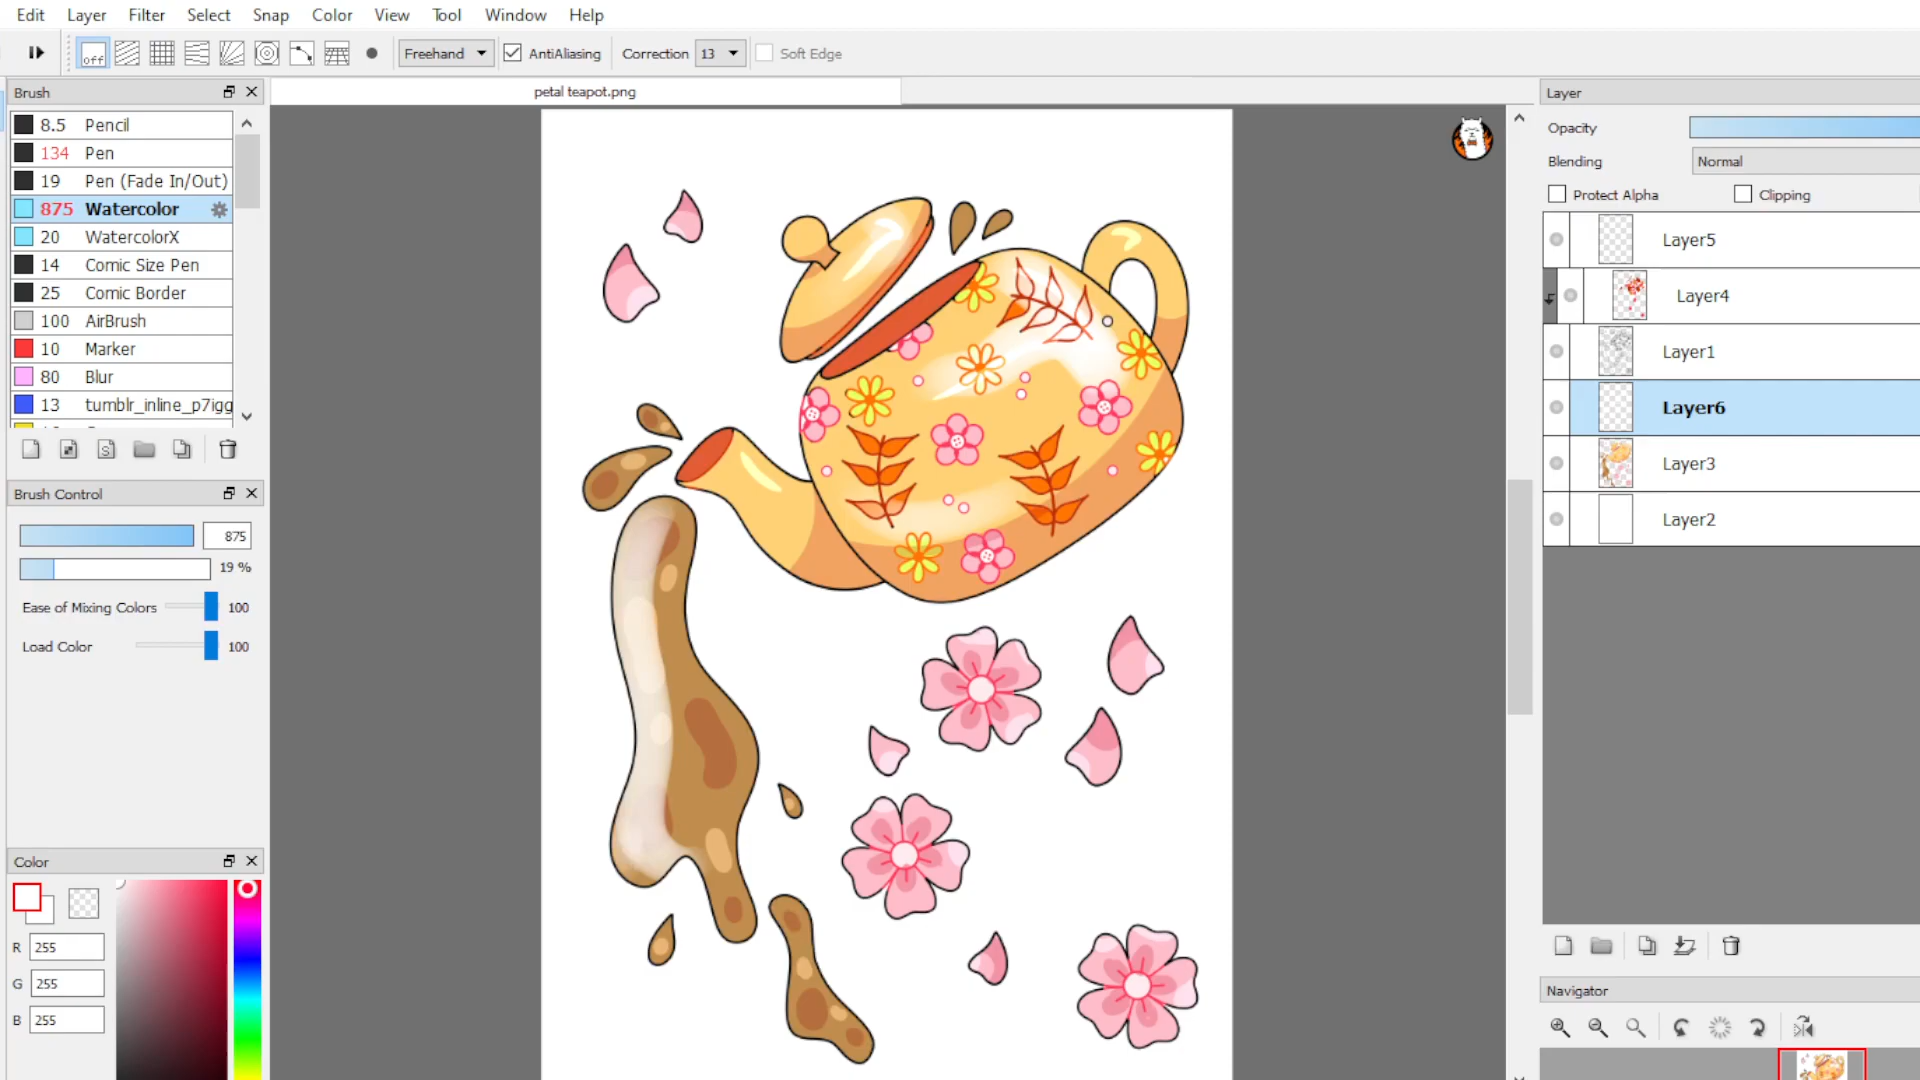 Edit Layer Filter Select Snap Color View Tool Window Help
off Freehand AntiAliasing Correction 13 Soft Edge
Brush
petal teapot.png
Layer
8.5 Pencil
134 Pen
19 Pen (Fade In/Out)
875 Watercolor
20 WatercolorX
14 Comic Size Pen
25 Comic Border
100 AirBrush
10 Marker
80 Blur
13 tumblr_inline_p7igg
S
Brush Control
875
19 %
Ease of Mixing Colors 100
Load Color 100
Color
R 255
G 255
B 255
Opacity
Blending Normal
Protect Alpha Clipping
Layer5
Layer4
Layer1
Layer6
Layer3
Layer2
Navigator